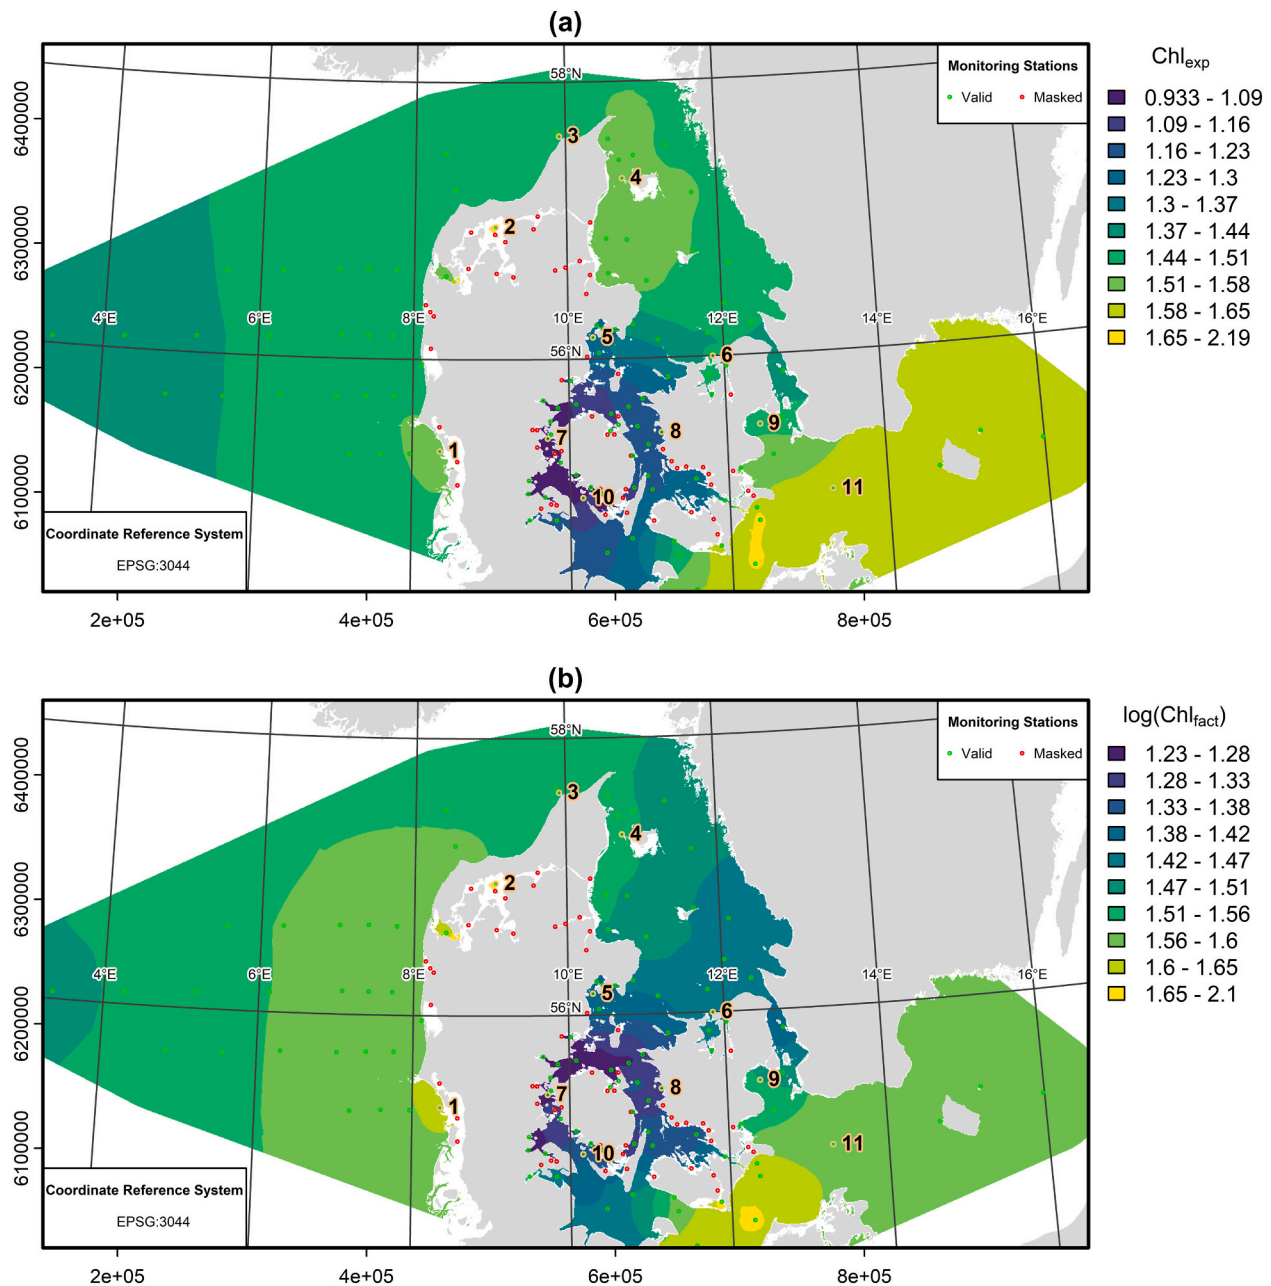 (a)
58°N
Monitoring Stations
Valid Masked
6400000
6300000
6200000
6100000
3
4
2
4°E 6°E 8°E 10°E 12°E 14°E 16°E
56°N
5
6
7
8
9
1
10
11
Coordinate Reference System
EPSG:3044
2e+05 4e+05 6e+05 8e+05
Chlexp
0.933 - 1.09
1.09 - 1.16
1.16 - 1.23
1.23 - 1.3
1.3 - 1.37
1.37 - 1.44
1.44 - 1.51
1.51 - 1.58
1.58 - 1.65
1.65 - 2.19
(b)
58°N
Monitoring Stations
Valid Masked
6400000
6300000
6200000
6100000
3
4
2
4°E 6°E 8°E 10°E 12°E 14°E 16°E
56°N
5
6
7
8
9
1
10
11
Coordinate Reference System
EPSG:3044
2e+05 4e+05 6e+05 8e+05
log(Chlfact)
1.23 - 1.28
1.28 - 1.33
1.33 - 1.38
1.38 - 1.42
1.42 - 1.47
1.47 - 1.51
1.51 - 1.56
1.56 - 1.6
1.6 - 1.65
1.65 - 2.1